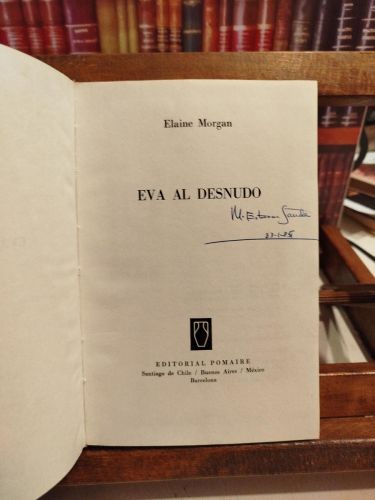 Elaine Morgan
EVA AL DESNUDO
EDITORIAL POMAIRE
Santiago de Chile / Buenos Aires / México
Barcelona